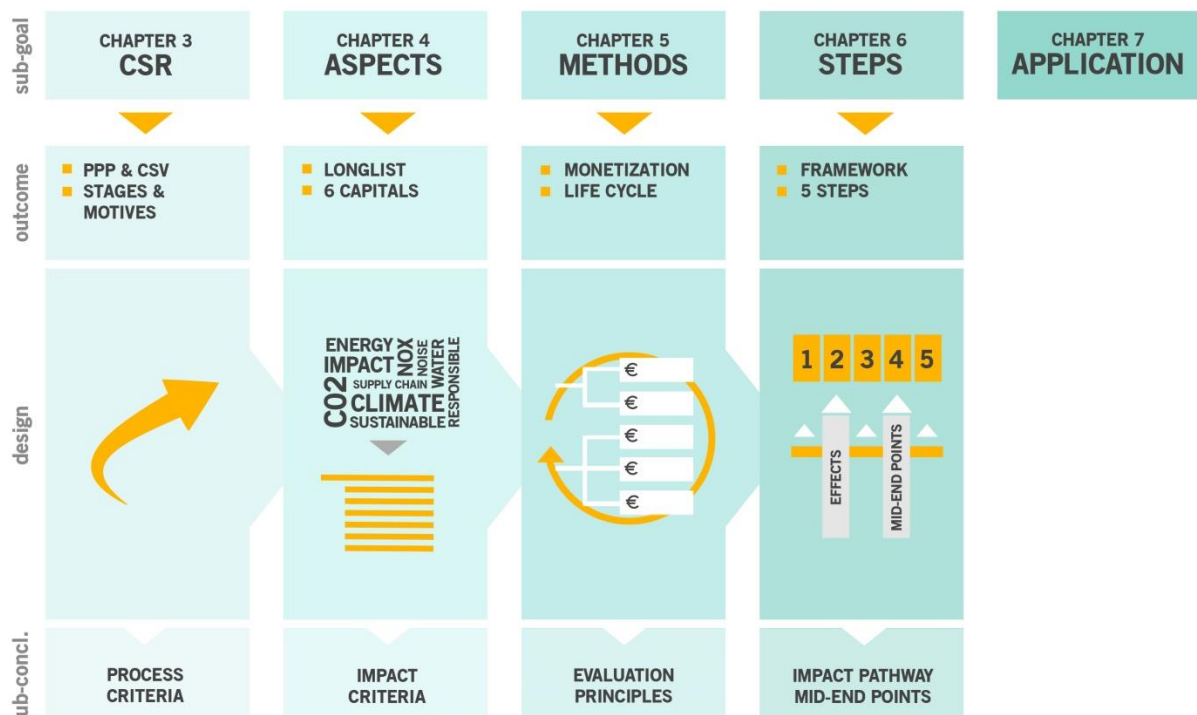 sub-goal
CHAPTER 3
CSR
CHAPTER 4
ASPECTS
CHAPTER 5
METHODS
CHAPTER 6
STEPS
CHAPTER 7
APPLICATION
outcome
PPP & CSV
STAGES &
MOTIVES
LONGLIST
6 CAPITALS
MONETIZATION
LIFE CYCLE
FRAMEWORK
5 STEPS
design
ENERGY
IMPACT
NOX
NOISE
WATER
RESPONSIBLE
CO2
SUPPLY CHAIN
CLIMATE
SUSTAINABLE
€
€
€
€
€
1 2 3 4 5
EFFECTS
MID-END POINTS
ub-concl.
PROCESS
CRITERIA
IMPACT
CRITERIA
EVALUATION
PRINCIPLES
IMPACT PATHWAY
MID-END POINTS